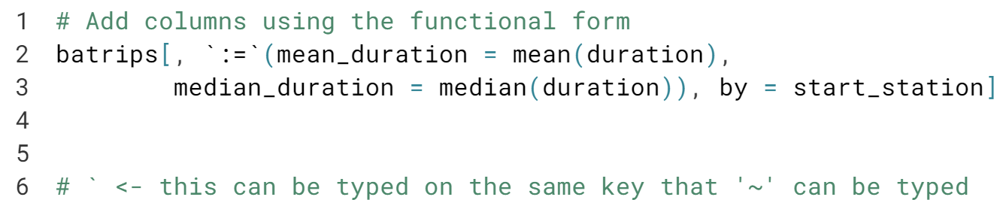 1 # Add columns using the functional form
2 batrips[, `:=`(mean_duration = mean(duration),
3         median_duration = median(duration)), by = start_station]
4
5
6 # ` <- this can be typed on the same key that '~' can be typed